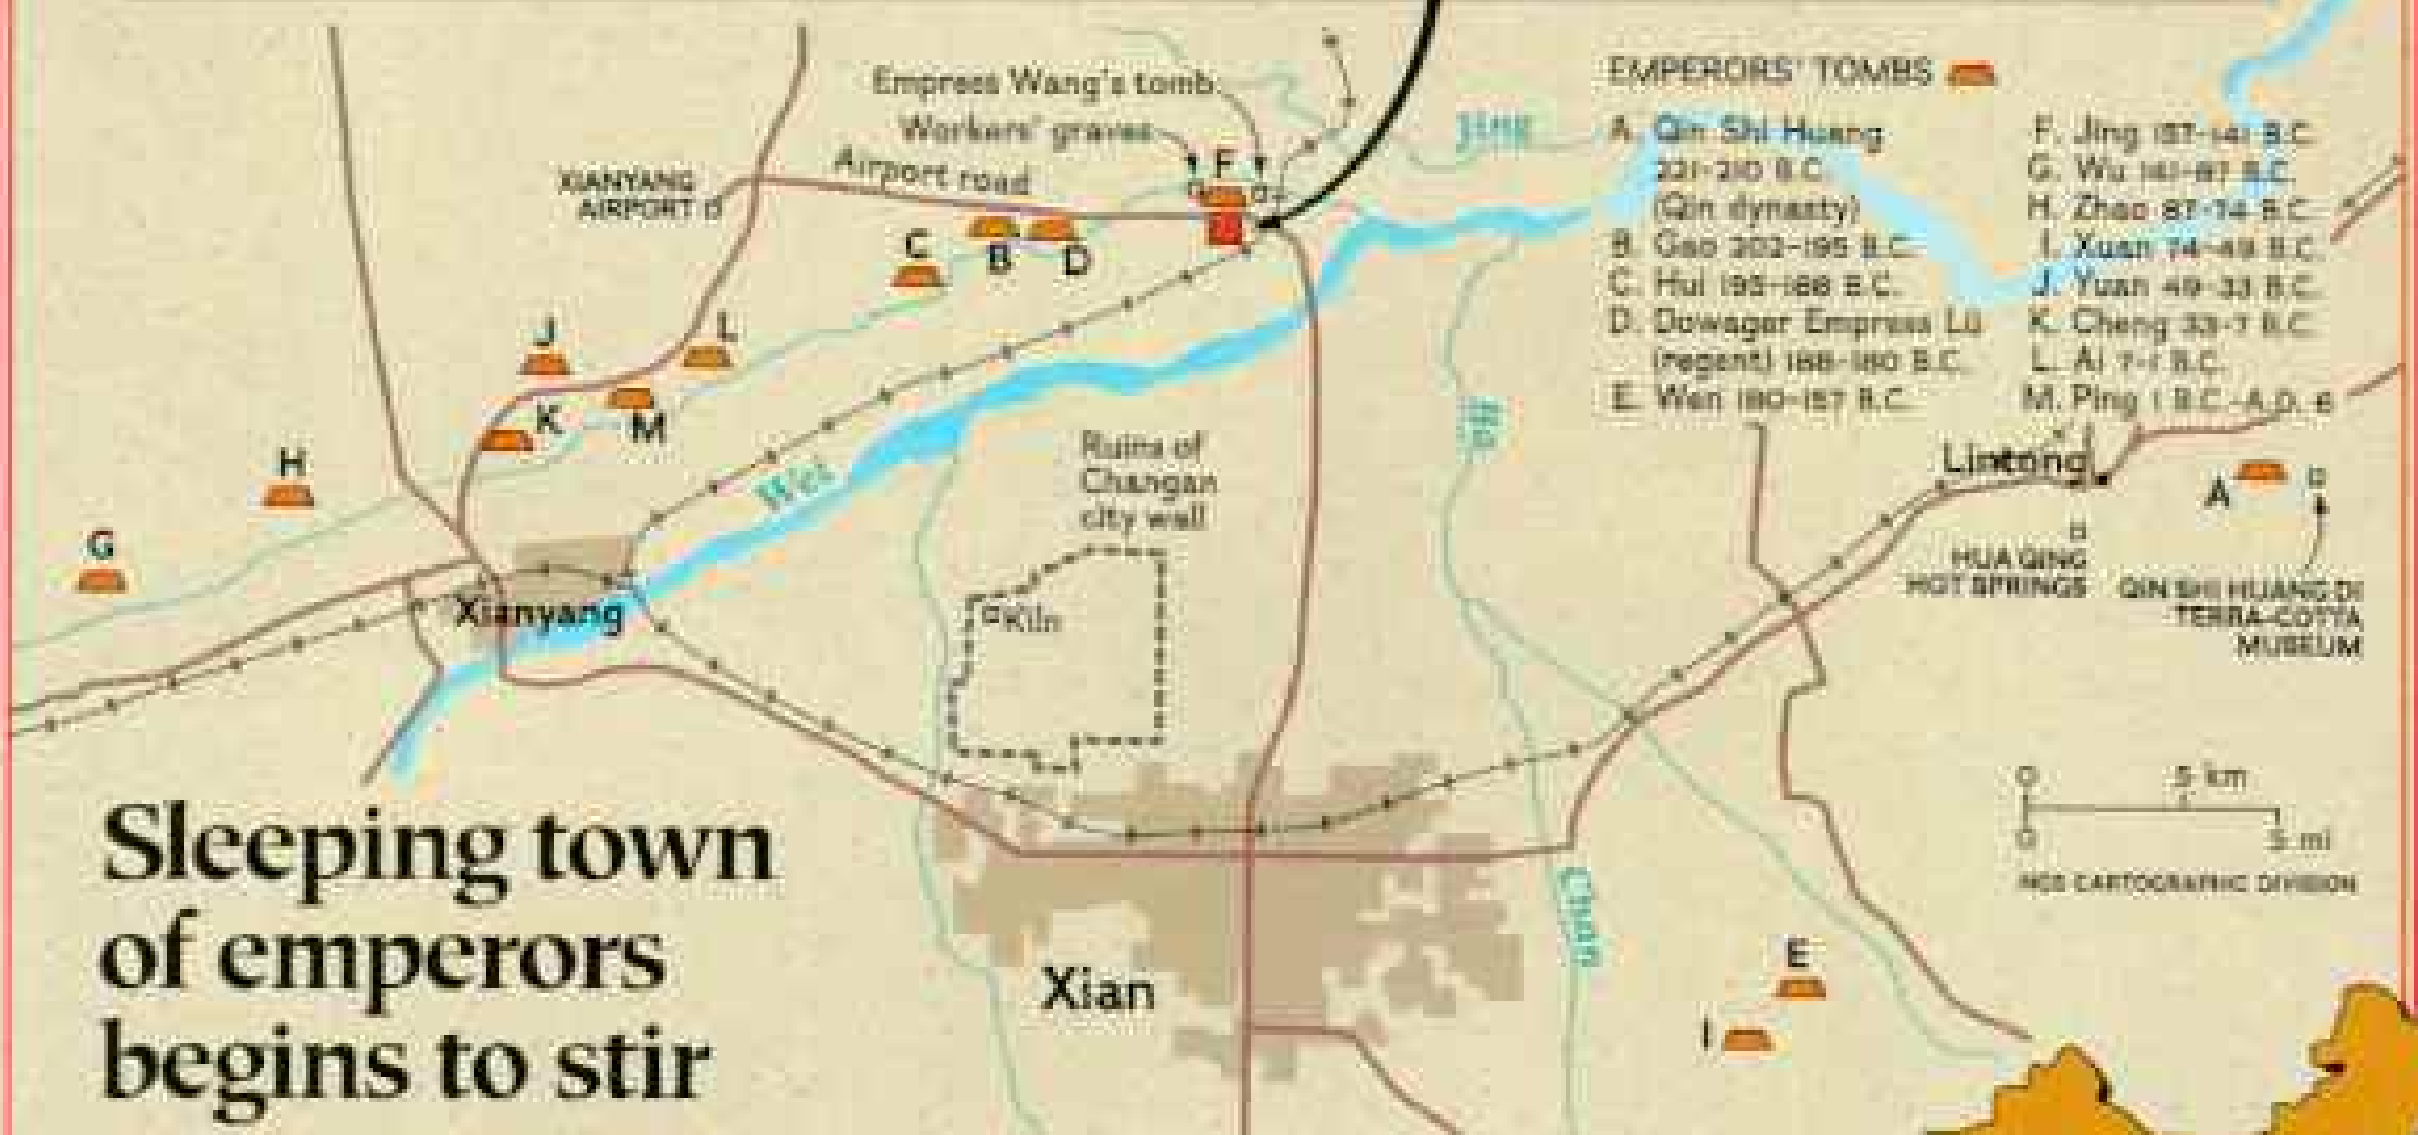 Empress Wang's tomb
Workers' graves
Airport road
XIANYANG
AIRPORT
F
C
B
D
J
L
K
M
H
G
Jing
Wei
Xianyang
Ruins of
Changan
city wall
Kiln
Xian
EMPERORS' TOMBS
A. Qin Shi Huang
221-210 B.C.
(Qin dynasty)
B. Gao 202-195 B.C.
C. Hui 195-188 B.C.
D. Dowager Empress Lü
(regent) 188-180 B.C.
E. Wen 180-157 B.C.
F. Jing 157-141 B.C.
G. Wu 141-87 B.C.
H. Zhao 87-74 B.C.
I. Xuan 74-49 B.C.
J. Yuan 49-33 B.C.
K. Cheng 33-7 B.C.
L. Ai 7-1 B.C.
M. Ping 1 B.C.-A.D. 6
Lintong
A
HUA QING
HOT SPRINGS
QIN SHI HUANG DI
TERRA-COTTA
MUSEUM
0 5 km
0 5 mi
NGS CARTOGRAPHIC DIVISION
E
I
Sleeping town
of emperors
begins to stir